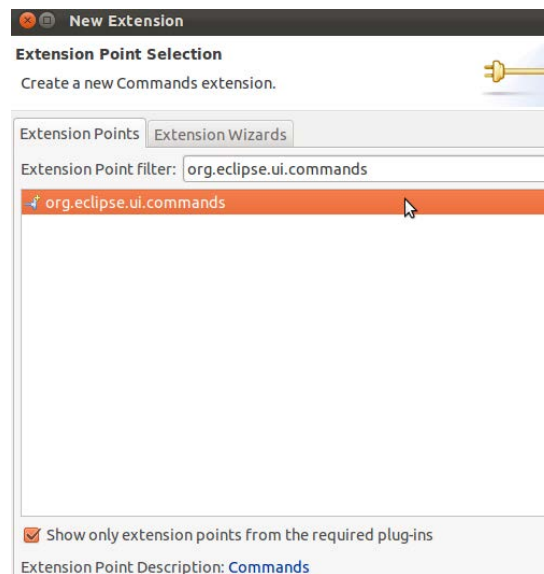 New Extension
Extension Point Selection
Create a new Commands extension.
Extension Points Extension Wizards
Extension Point filter: org.eclipse.ui.commands
org.eclipse.ui.commands
Show only extension points from the required plug-ins
Extension Point Description: Commands